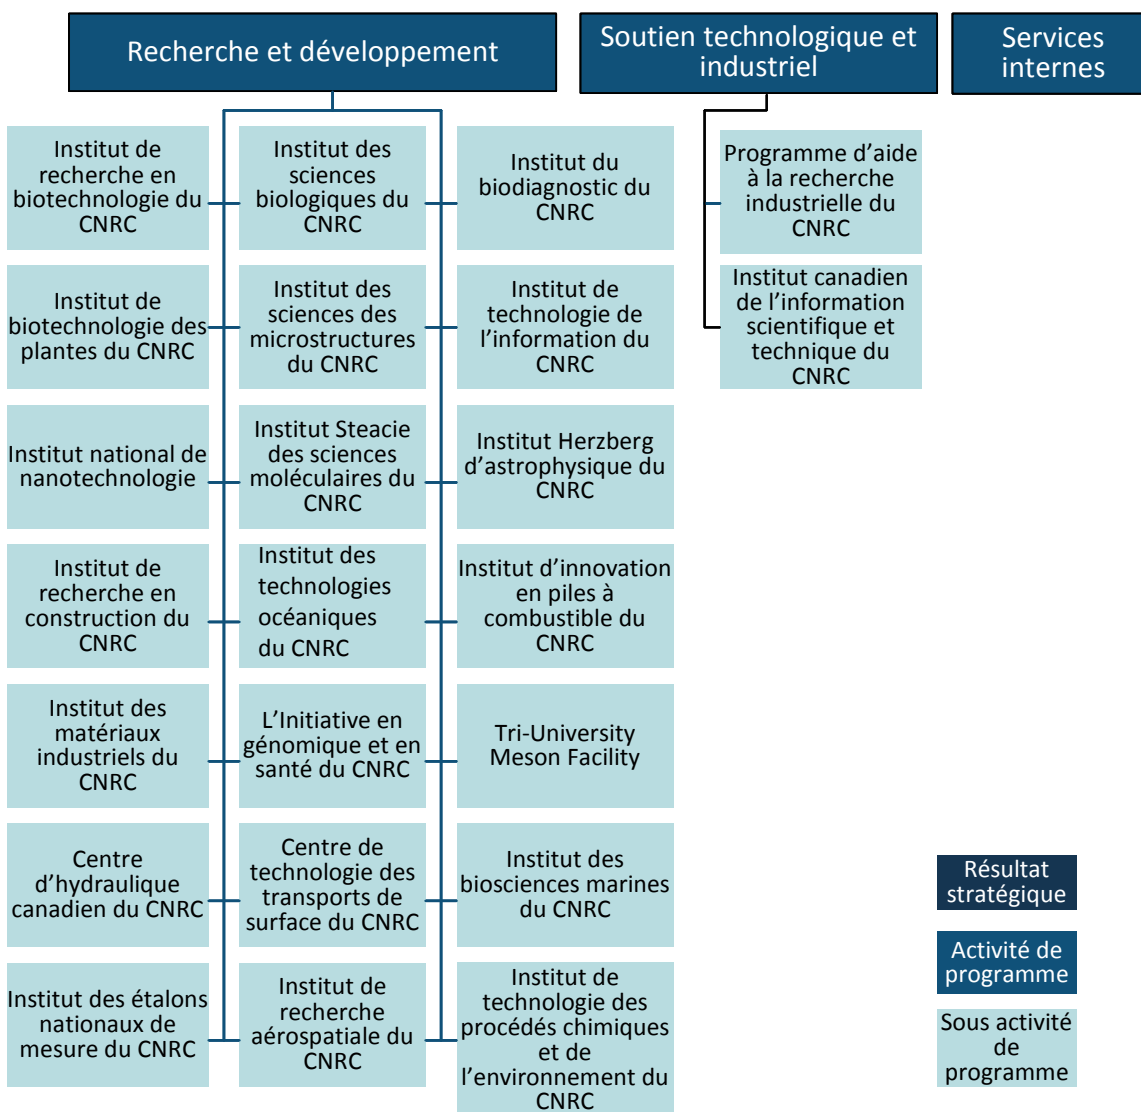 Recherche et développement
Soutien technologique et
industriel
Services
internes
Institut de
recherche en
biotechnologie du
CNRC
Institut des
sciences
biologiques du
CNRC
Institut du
biodiagnostic du
CNRC
Programme d’aide
à la recherche
industrielle du
CNRC
Institut de
biotechnologie des
plantes du CNRC
Institut des
sciences des
microstructures
du CNRC
Institut de
technologie de
l’information du
CNRC
Institut canadien
de l’information
scientifique et
technique du
CNRC
Institut national de
nanotechnologie
Institut Steacie
des sciences
moléculaires du
CNRC
Institut Herzberg
d'astrophysique du
CNRC
Institut de
recherche en
construction du
CNRC
Institut des
technologies
océaniques
du CNRC
Institut d’innovation
en piles à
combustible du
CNRC
Institut des
matériaux
industriels du
CNRC
L’Initiative en
génomique et en
santé du CNRC
Tri-University
Meson Facility
Centre
d’hydraulique
canadien du CNRC
Centre de
technologie des
transports de
surface du CNRC
Institut des
biosciences marines
du CNRC
Résultat
stratégique
Activité de
programme
Institut des étalons
nationaux de
mesure du CNRC
Institut de
recherche
aérospatiale du
CNRC
Institut de
technologie des
procédés chimiques
et de
l’environnement du
CNRC
Sous activité
de
programme